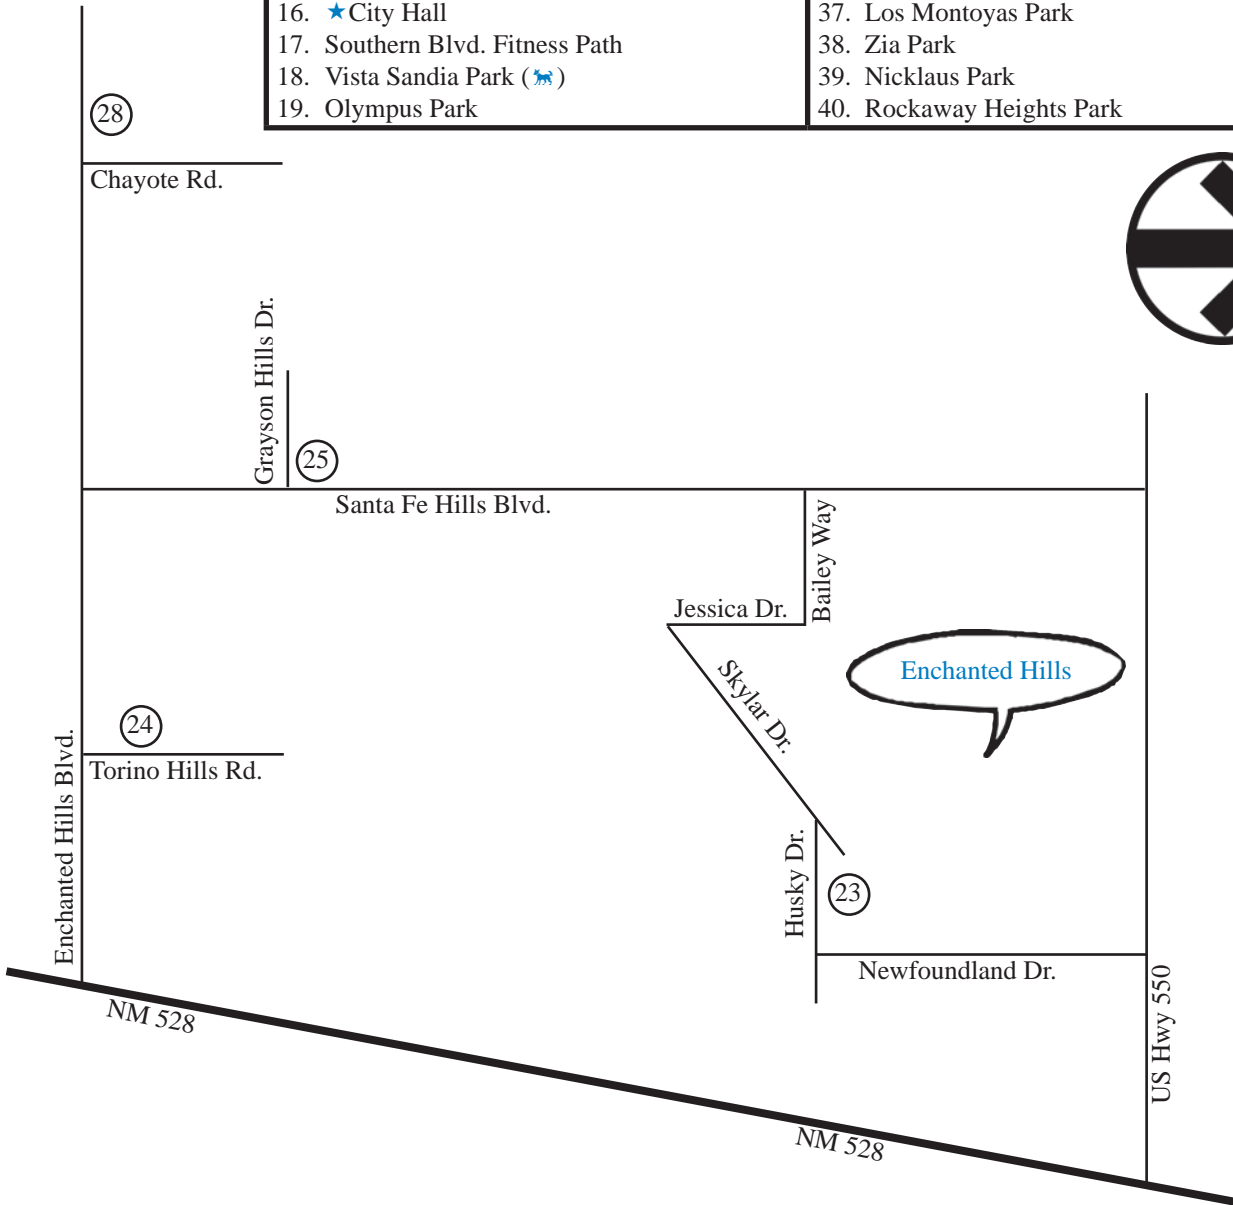 16. ★City Hall
17. Southern Blvd. Fitness Path
18. Vista Sandia Park ( )
19. Olympus Park
37. Los Montoyas Park
38. Zia Park
39. Nicklaus Park
40. Rockaway Heights Park
28
Chayote Rd.
Grayson Hills Dr.
25
Santa Fe Hills Blvd.
Bailey Way
Jessica Dr.
Enchanted Hills
Skylar Dr.
24
Torino Hills Rd.
Enchanted Hills Blvd.
Husky Dr.
23
Newfoundland Dr.
US Hwy 550
NM 528
NM 528